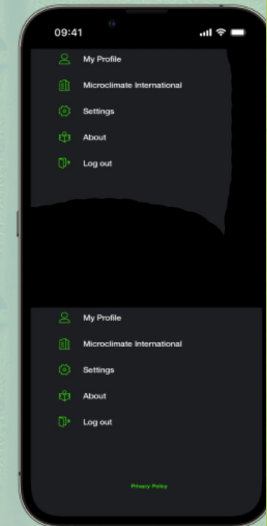 09:41
My Profile
Microclimate International
Settings
About
Log out
My Profile
Microclimate International
Settings
About
Log out
Privacy Policy